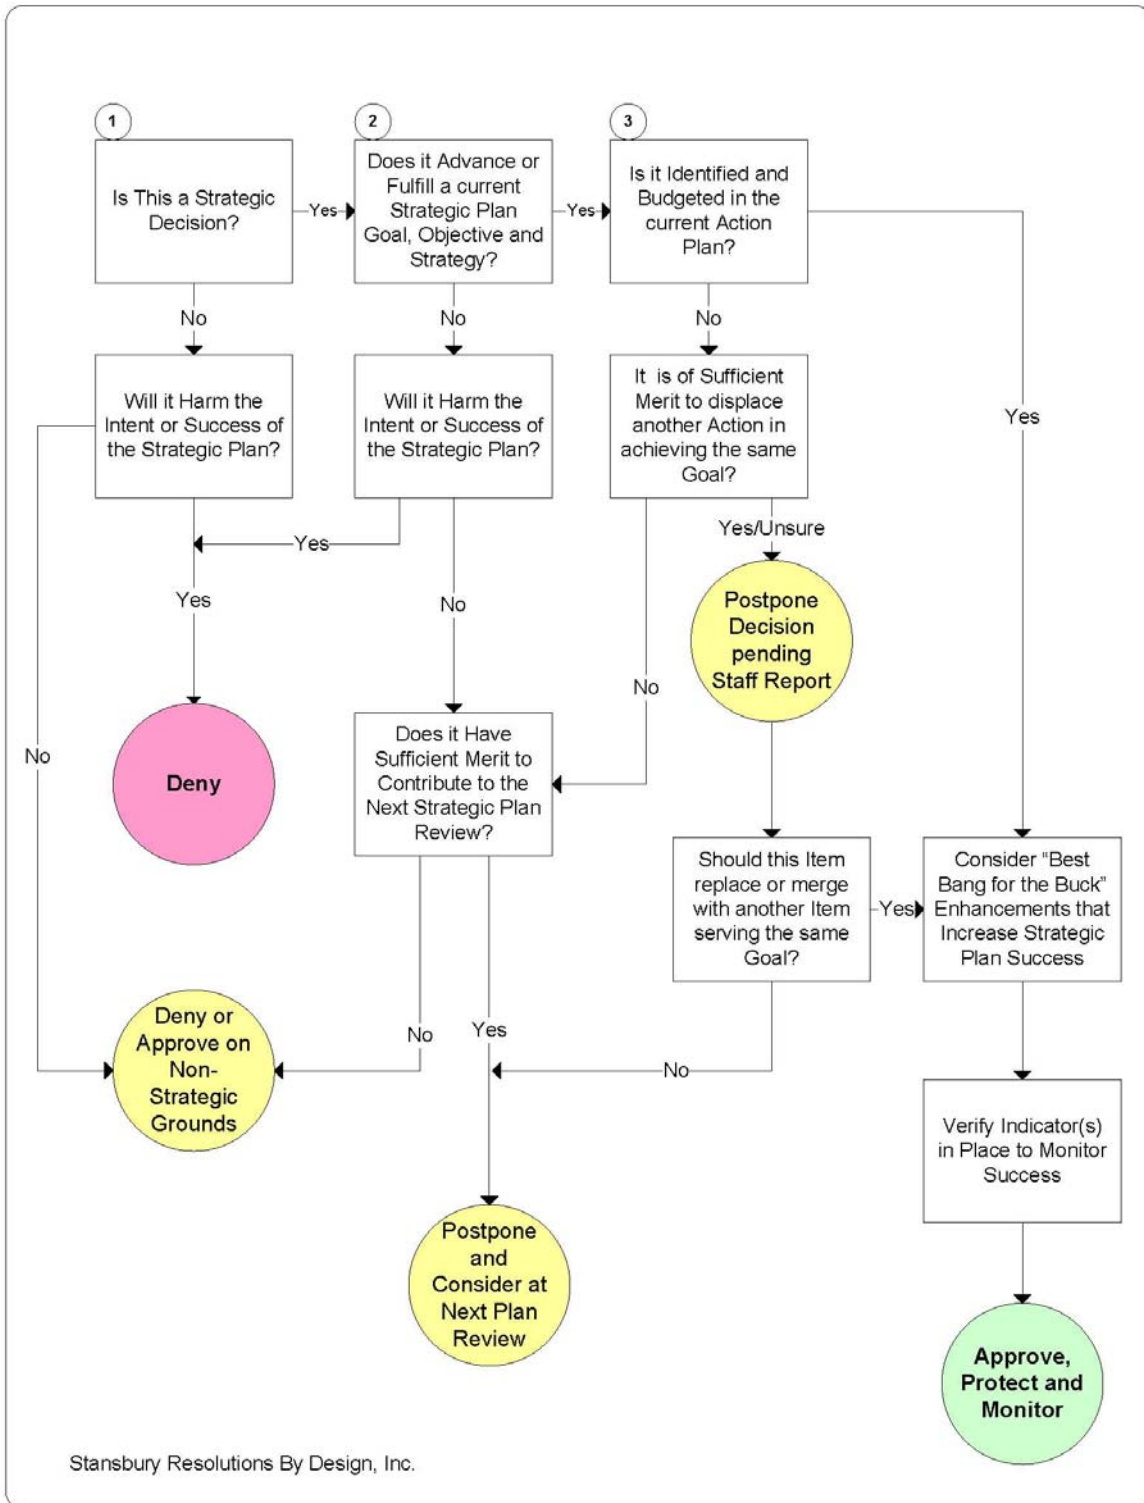 1
2
3
Is This a Strategic
Decision?
Yes
Does it Advance or
Fulfill a current
Strategic Plan
Goal, Objective and
Strategy?
Yes
Is it Identified and
Budgeted in the
current Action
Plan?
No
No
No
Yes
Will it Harm the
Intent or Success of
the Strategic Plan?
Will it Harm the
Intent or Success of
the Strategic Plan?
It is of Sufficient
Merit to displace
another Action in
achieving the same
Goal?
Yes
Yes/Unsure
Yes
No
Postpone
Decision
pending
Staff Report
No
No
Deny
Does it Have
Sufficient Merit to
Contribute to the
Next Strategic Plan
Review?
Should this Item
replace or merge
with another Item
serving the same
Goal?
Yes
Consider "Best
Bang for the Buck"
Enhancements that
Increase Strategic
Plan Success
Deny or
Approve on
Non-
Strategic
Grounds
No
Yes
No
Verify Indicator(s)
in Place to Monitor
Success
Postpone
and
Consider at
Next Plan
Review
Approve,
Protect and
Monitor
Stansbury Resolutions By Design, Inc.